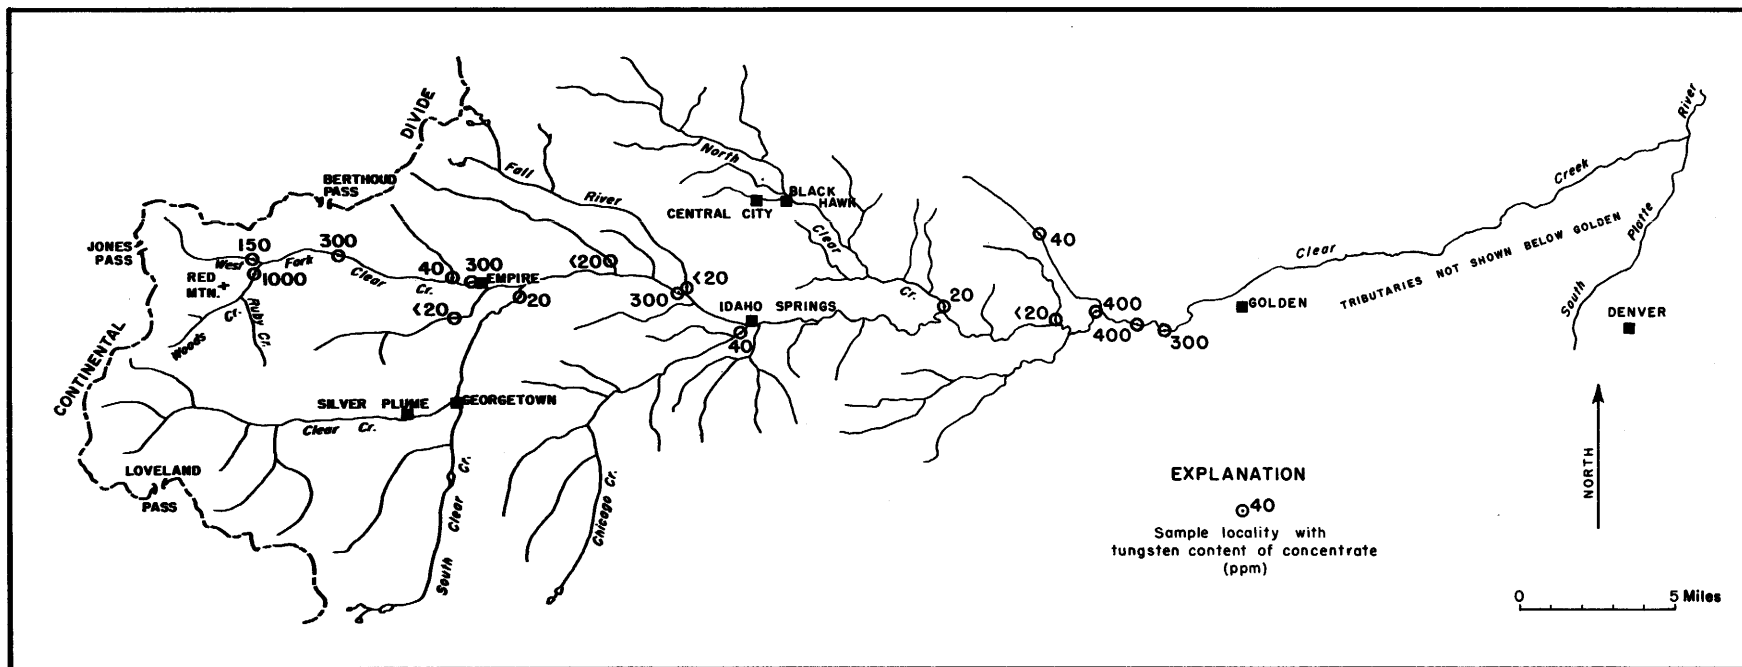 DIVIDE
BERTHOUD
PASS
JONES
PASS
CONTINENTAL
LOVELAND
PASS
RED
MTN.
150
300
1000
West
Fork
Clear
Cr.
Woods
Cr.
Ruby Cr.
40
300
EMPIRE
<20
20
Fall
River
<20
<20
300
North
Clear
CENTRAL CITY
BLACK
HAWK
IDAHO SPRINGS
40
Cr.
20
<20
40
400
400
300
SILVER PLUME
GEORGETOWN
Clear Cr.
South Clear Cr.
Chicago Cr.
GOLDEN
Clear
Creek
TRIBUTARIES NOT SHOWN BELOW GOLDEN
South
Platte
River
DENVER
NORTH
EXPLANATION
40
Sample locality with
tungsten content of concentrate
(ppm)
0 5 Miles